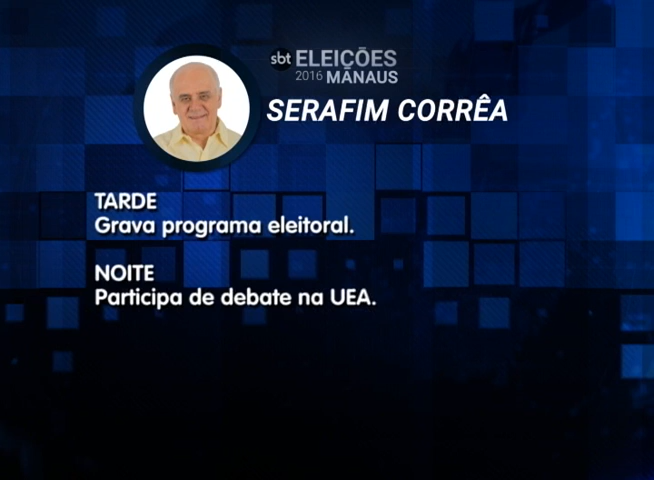 sbt ELEIÇÕES
2016 MANAUS
SERAFIM CORRÊA
TARDE
Grava programa eleitoral.
NOITE
Participa de debate na UEA.